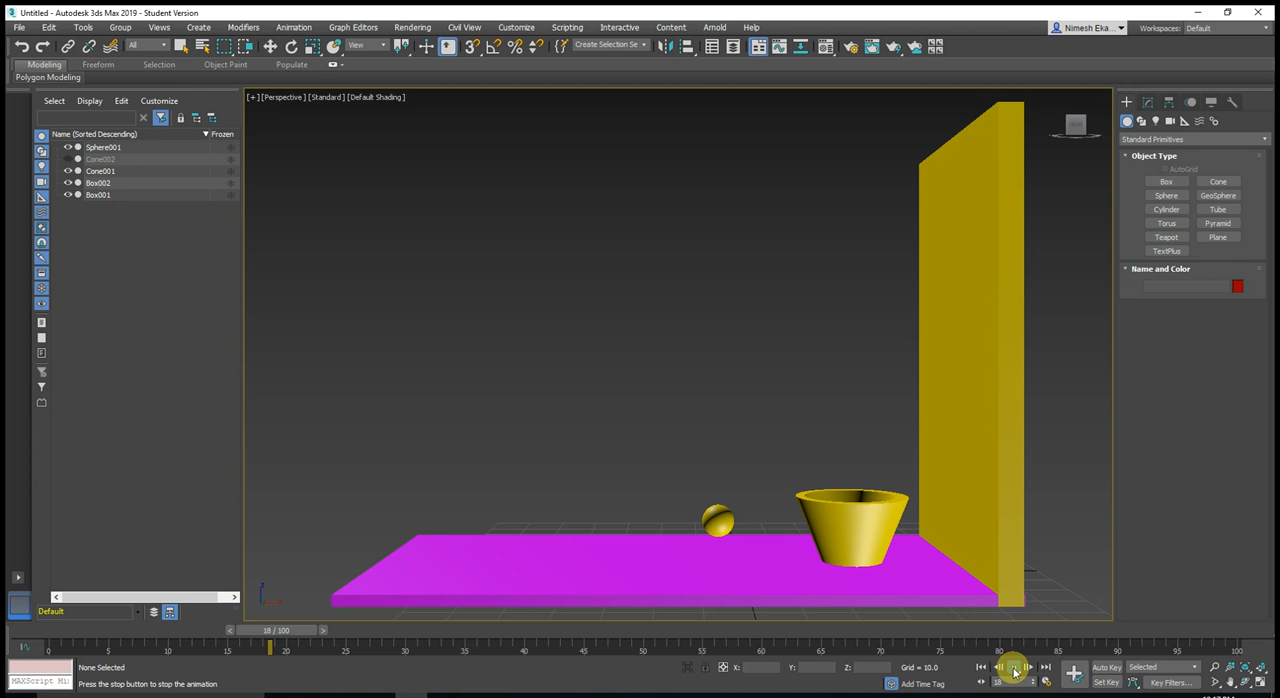 Untitled - Autodesk 3ds Max 2019 - Student Version
File Edit Tools Group Views Create Modifiers Animation Graph Editors Rendering Civil View Customize Scripting Interactive Content Arnold Help
Nimesh Eka...
Workspaces: Default
All
View
Create Selection Se
Modeling Freeform Selection Object Paint Populate
Polygon Modeling
Select Display Edit Customize
Name (Sorted Descending) Frozen
Sphere001
Cone002
Cone001
Box002
Box001
[+] [Perspective] [Standard] [Default Shading]
Standard Primitives
Object Type
AutoGrid
Box Cone
Sphere GeoSphere
Cylinder Tube
Torus Pyramid
Teapot Plane
TextPlus
Name and Color
Default
18 / 100
0 5 10 15 20 25 30 35 40 45 50 55 60 65 70 75 80 85 90 95 100
None Selected
X: Y: Z: Grid = 10.0
Auto Key Selected
MAXScript Mi:
Press the stop button to stop the animation
Add Time Tag
18
Set Key Key Filters...